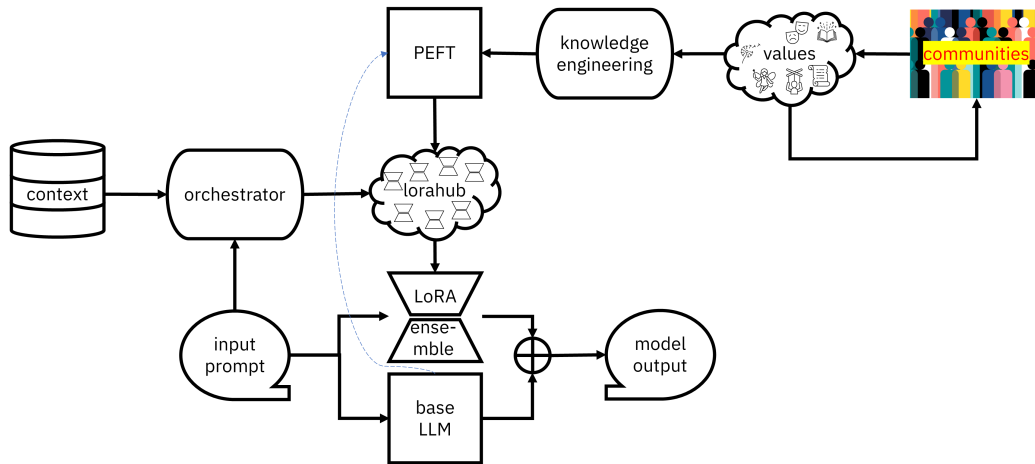 PEFT
knowledge
engineering
values
communities
context
orchestrator
lorahub
LoRA
ense-
mble
input
prompt
model
output
base
LLM